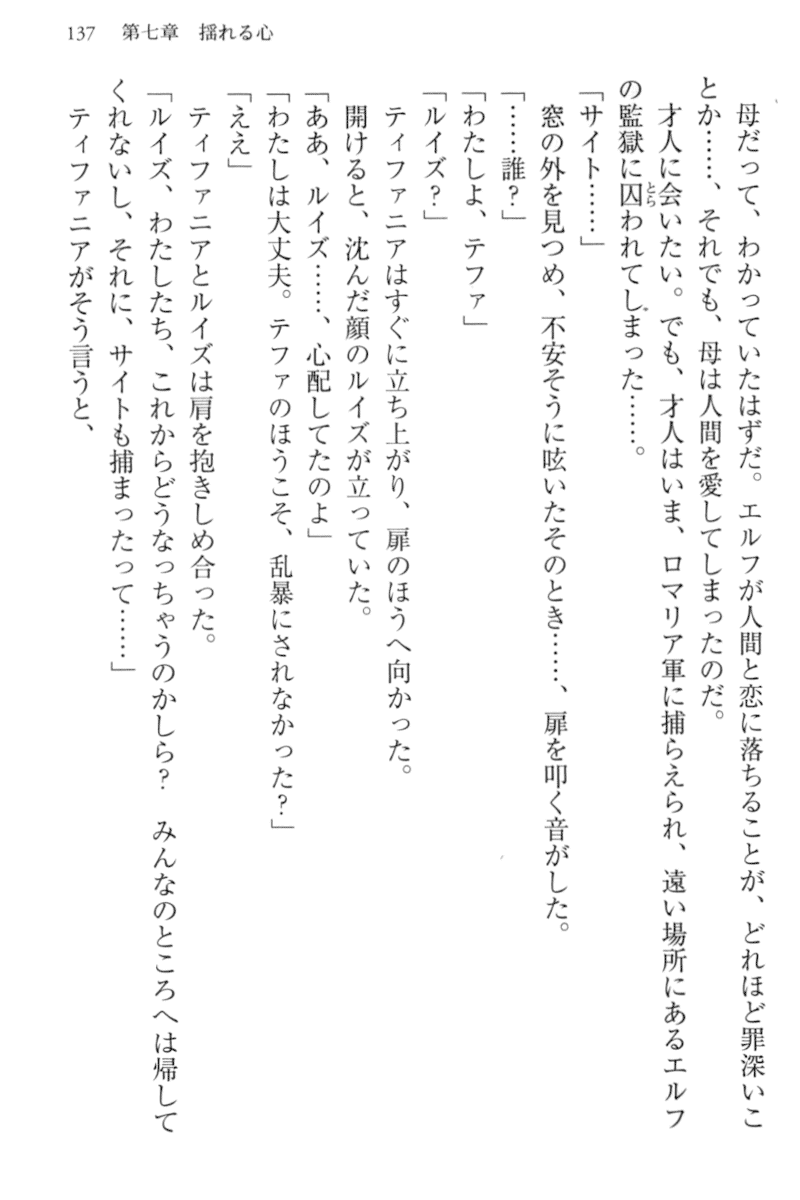 137　第七章　揺れる心
母だって、わかっていたはずだ。エルフが人間と恋に落ちることが、どれほど罪深いこ
とか……、それでも、母は人間を愛してしまったのだ。
才人に会いたい。でも、才人はいま、ロマリア軍に捕らえられ、遠い場所にあるエルフ
の監獄に囚われてしまった……。
「サイト……」
窓の外を見つめ、不安そうに呟いたそのとき……、扉を叩く音がした。
「……誰？」
「わたしよ、テファ」
「ルイズ？」
ティファニアはすぐに立ち上がり、扉のほうへ向かった。
開けると、沈んだ顔のルイズが立っていた。
「ああ、ルイズ……、心配してたのよ」
「わたしは大丈夫。テファのほうこそ、乱暴にされなかった？」
「ええ」
ティファニアとルイズは肩を抱きしめ合った。
「ルイズ、わたしたち、これからどうなっちゃうのかしら？　みんなのところへは帰して
くれないし、それに、サイトも捕まったって……」
ティファニアがそう言うと、